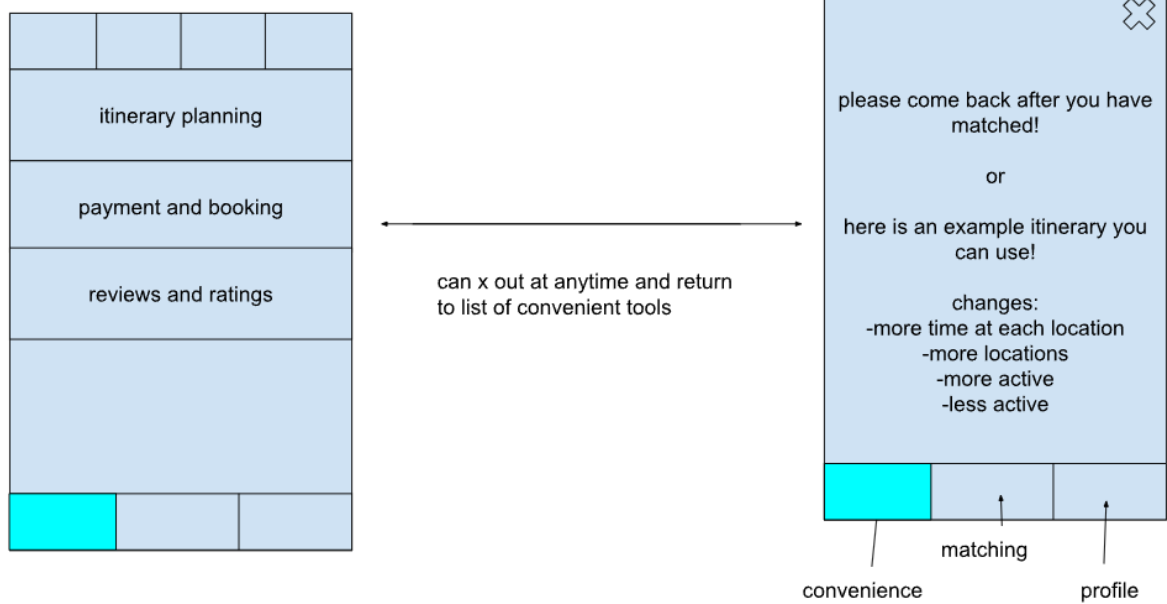 itinerary planning
payment and booking
reviews and ratings
can x out at anytime and return
to list of convenient tools
please come back after you have
matched!
or
here is an example itinerary you
can use!
changes:
-more time at each location
-more locations
-more active
-less active
matching
convenience
profile